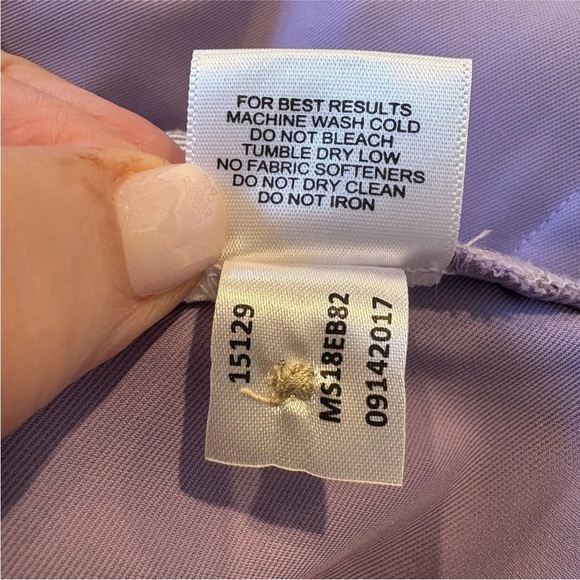 FOR BEST RESULTS
MACHINE WASH COLD
DO NOT BLEACH
TUMBLE DRY LOW
NO FABRIC SOFTENERS
DO NOT DRY CLEAN
DO NOT IRON
15129
MS18EB82
09142017